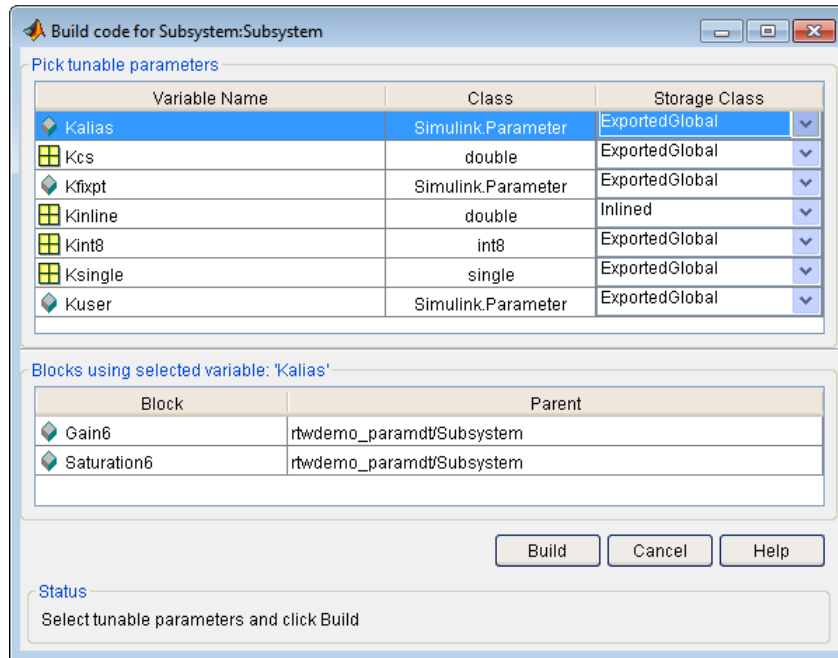 Build code for Subsystem:Subsystem
Pick tunable parameters
Variable Name Class Storage Class
Kalias Simulink.Parameter ExportedGlobal
Kcs double ExportedGlobal
Kfixpt Simulink.Parameter ExportedGlobal
Kinline double Inlined
Kint8 int8 ExportedGlobal
Ksingle single ExportedGlobal
Kuser Simulink.Parameter ExportedGlobal
Blocks using selected variable: 'Kalias'
Block Parent
Gain6 rtwdemo_paramdt/Subsystem
Saturation6 rtwdemo_paramdt/Subsystem
Build Cancel Help
Status
Select tunable parameters and click Build